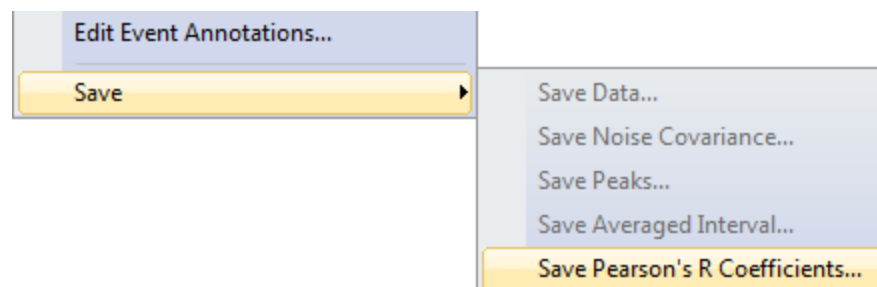 Edit Event Annotations...
Save
Save Data...
Save Noise Covariance...
Save Peaks...
Save Averaged Interval...
Save Pearson's R Coefficients...